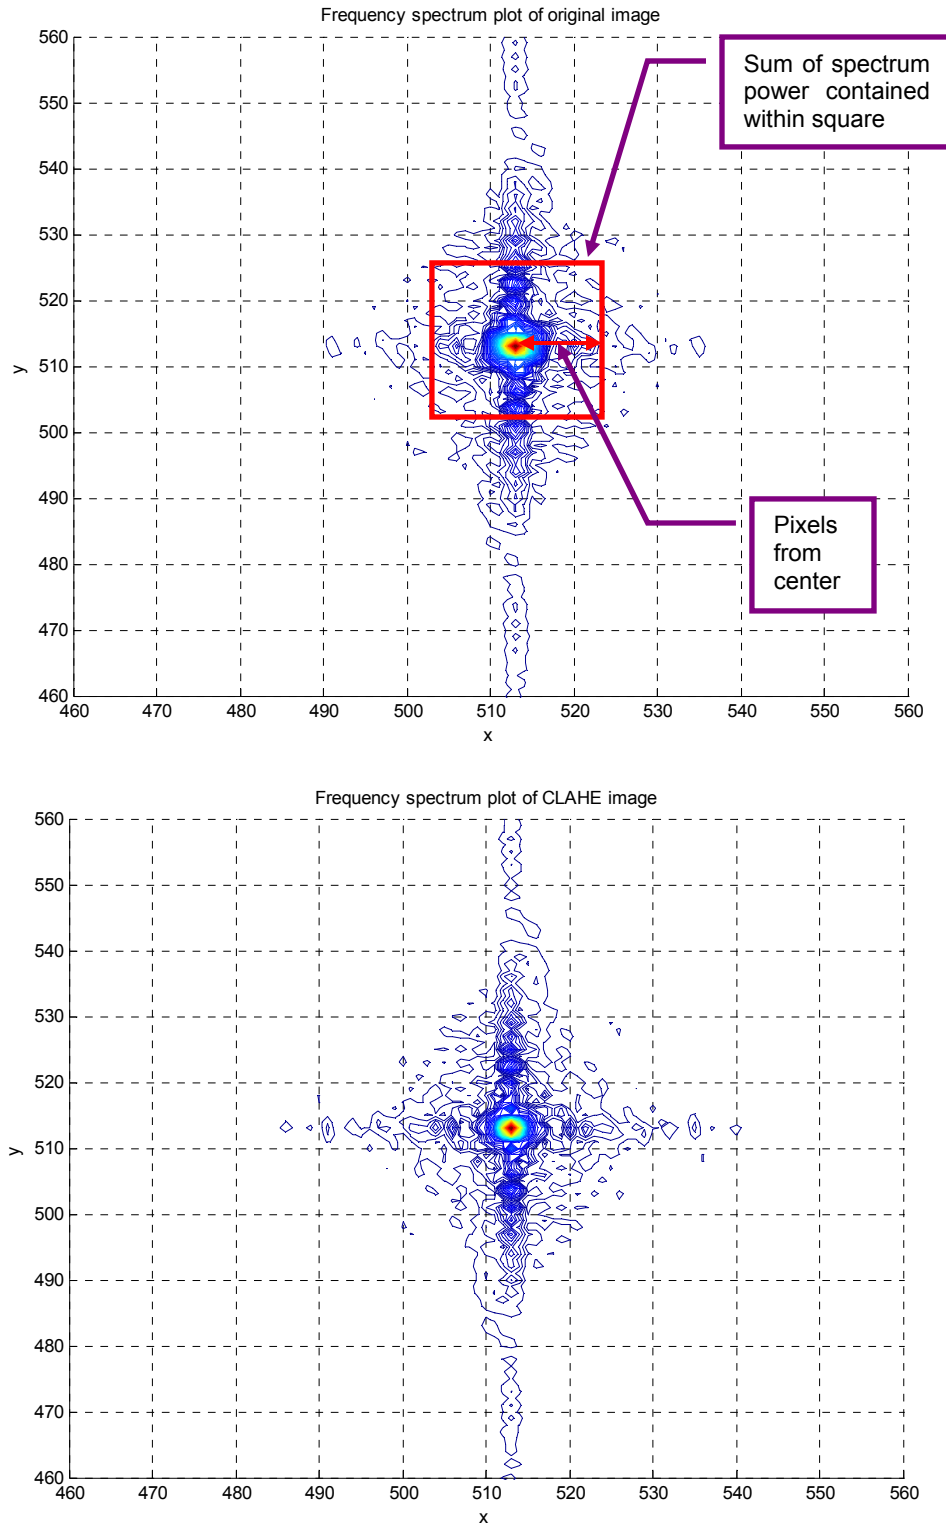 Frequency spectrum plot of original image
560
550
540
530
520
510
500
490
480
470
460
y
460 470 480 490 500 510 520 530 540 550 560
x
Sum of spectrum
power contained
within square
Pixels
from
center
Frequency spectrum plot of CLAHE image
560
550
540
530
520
510
500
490
480
470
460
y
460 470 480 490 500 510 520 530 540 550 560
x